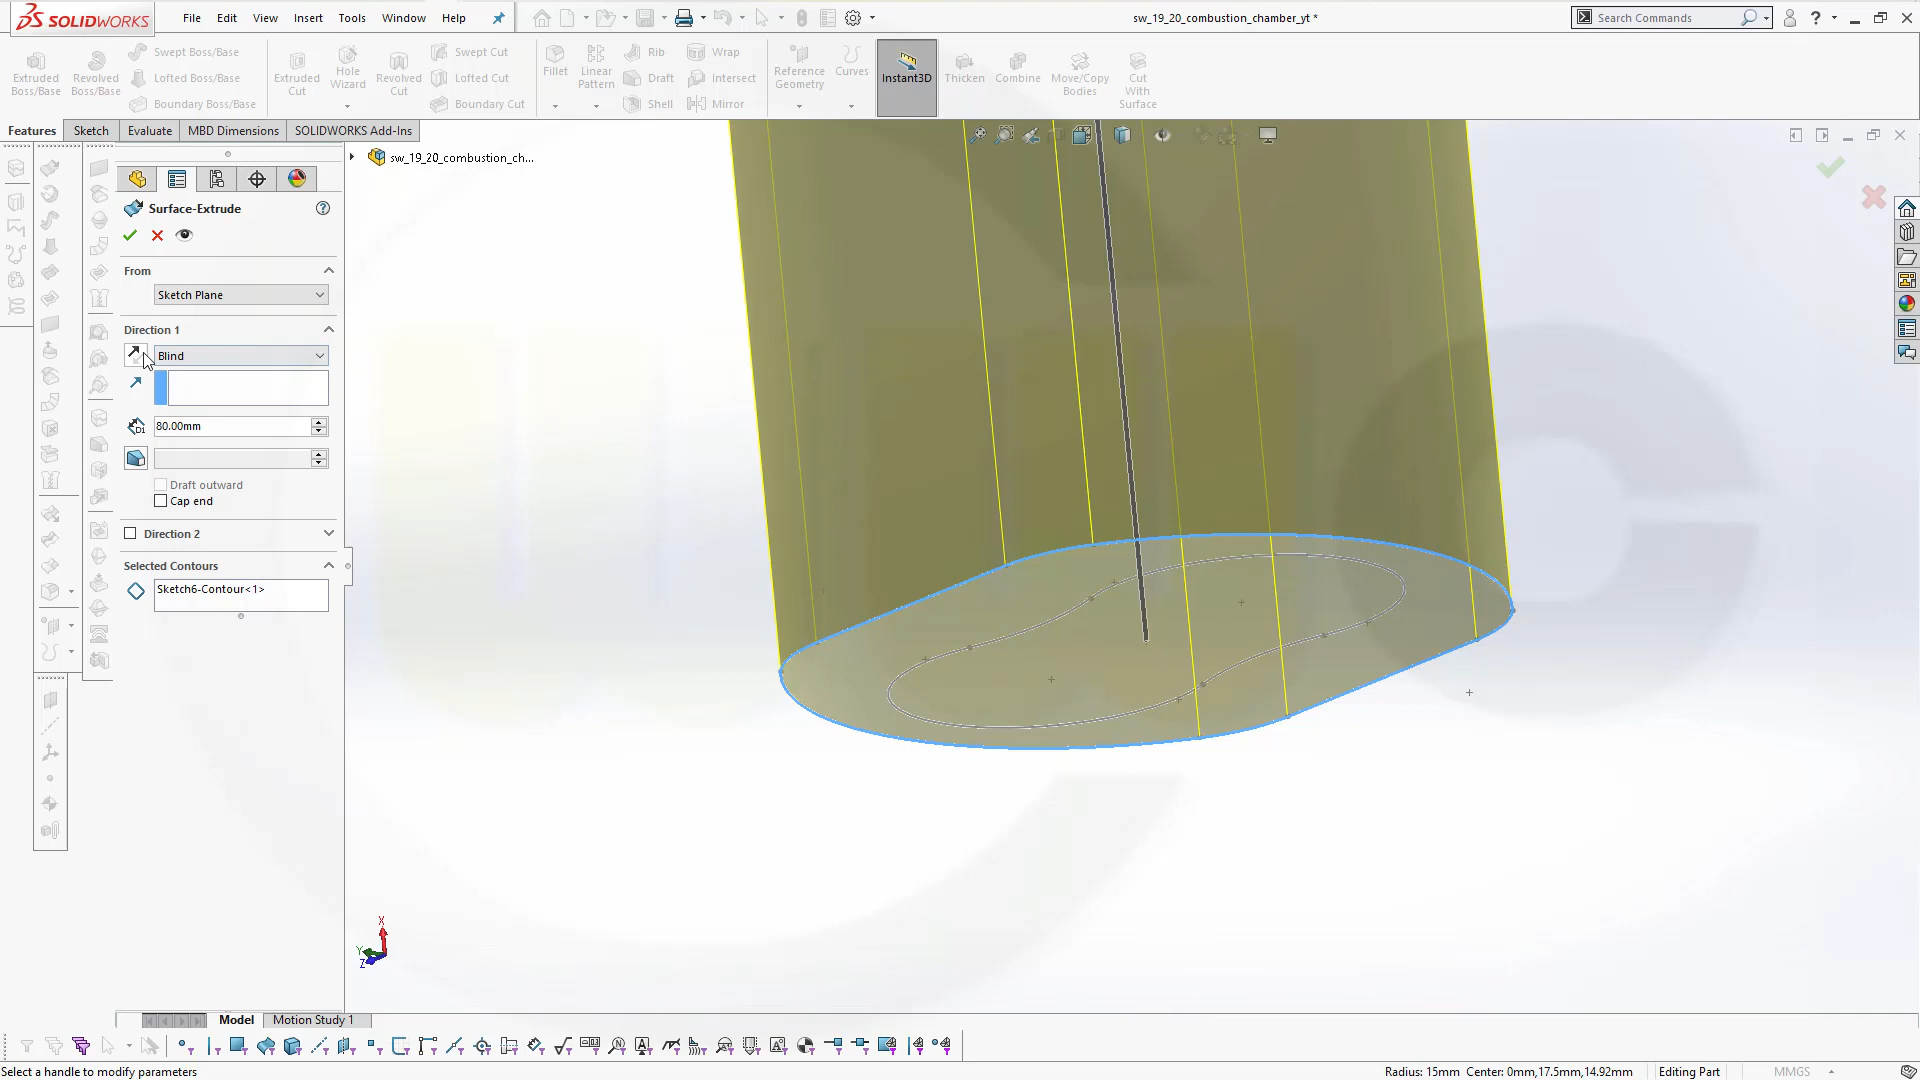 SOLIDWORKS
File Edit View Insert Tools Window Help
sw_19_20_combustion_chamber_yt *
Search Commands
Extruded Boss/Base
Revolved Boss/Base
Swept Boss/Base
Lofted Boss/Base
Boundary Boss/Base
Extruded Cut
Hole Wizard
Revolved Cut
Swept Cut
Lofted Cut
Boundary Cut
Fillet
Linear Pattern
Rib
Draft
Shell
Wrap
Intersect
Mirror
Reference Geometry
Curves
Instant3D
Thicken
Combine
Move/Copy Bodies
Cut With Surface
Features Sketch Evaluate MBD Dimensions SOLIDWORKS Add-Ins
sw_19_20_combustion_ch...
Surface-Extrude
From
Sketch Plane
Direction 1
Blind
D1
80.00mm
Draft outward
Cap end
Direction 2
Selected Contours
Sketch6-Contour<1>
X
Y
Z
Model Motion Study 1
Select a handle to modify parameters
Radius: 15mm Center: 0mm,17.5mm,14.92mm
Editing Part
MMGS